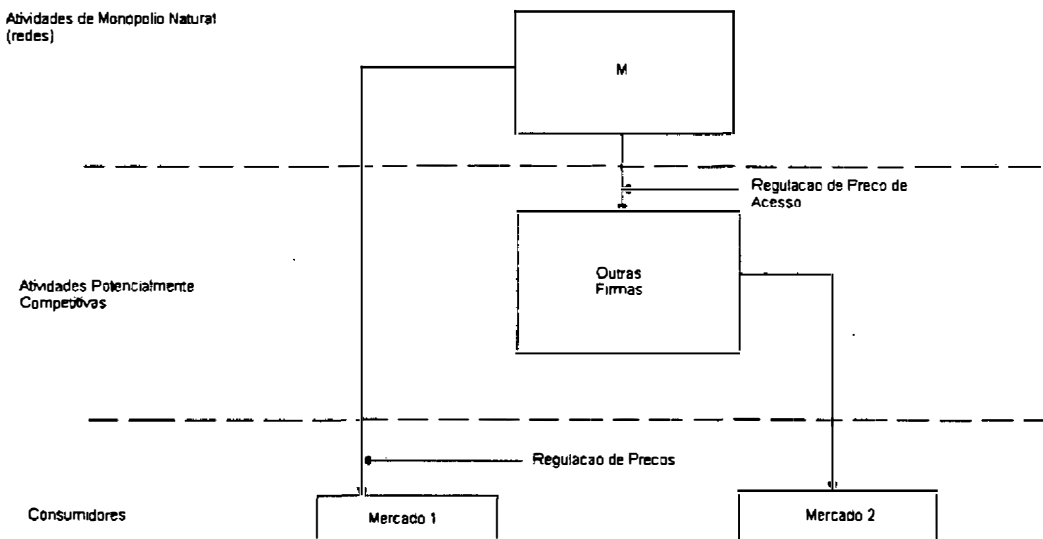 Atividades de Monopolio Natural
(redes)
M
Regulacao de Preco de
Acesso
Outras
Firmas
Atividades Potencialmente
Competitivas
Regulacao de Precos
Consumidores
Mercado 1
Mercado 2